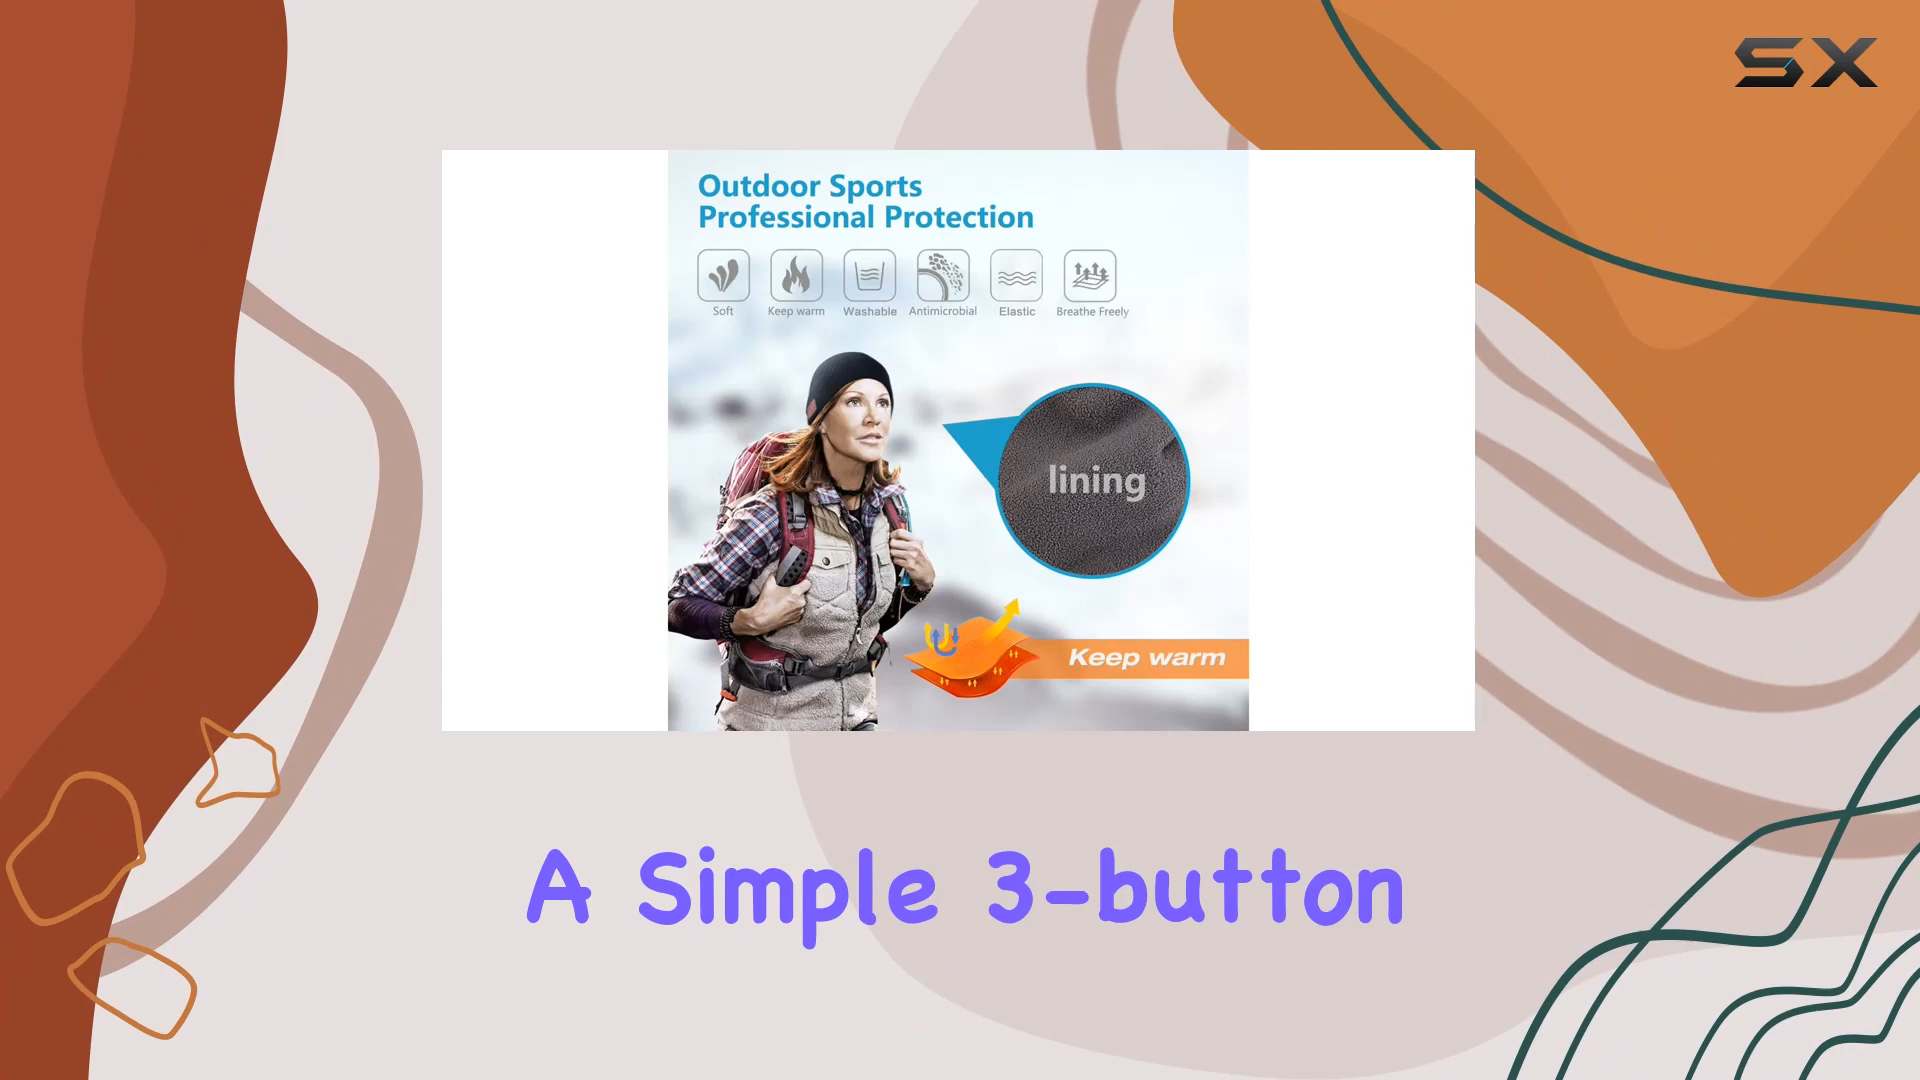 SX
Outdoor Sports
Professional Protection
Soft Keep warm Washable Antimicrobial Elastic Breathe Freely
lining
Keep warm
A Simple 3-button